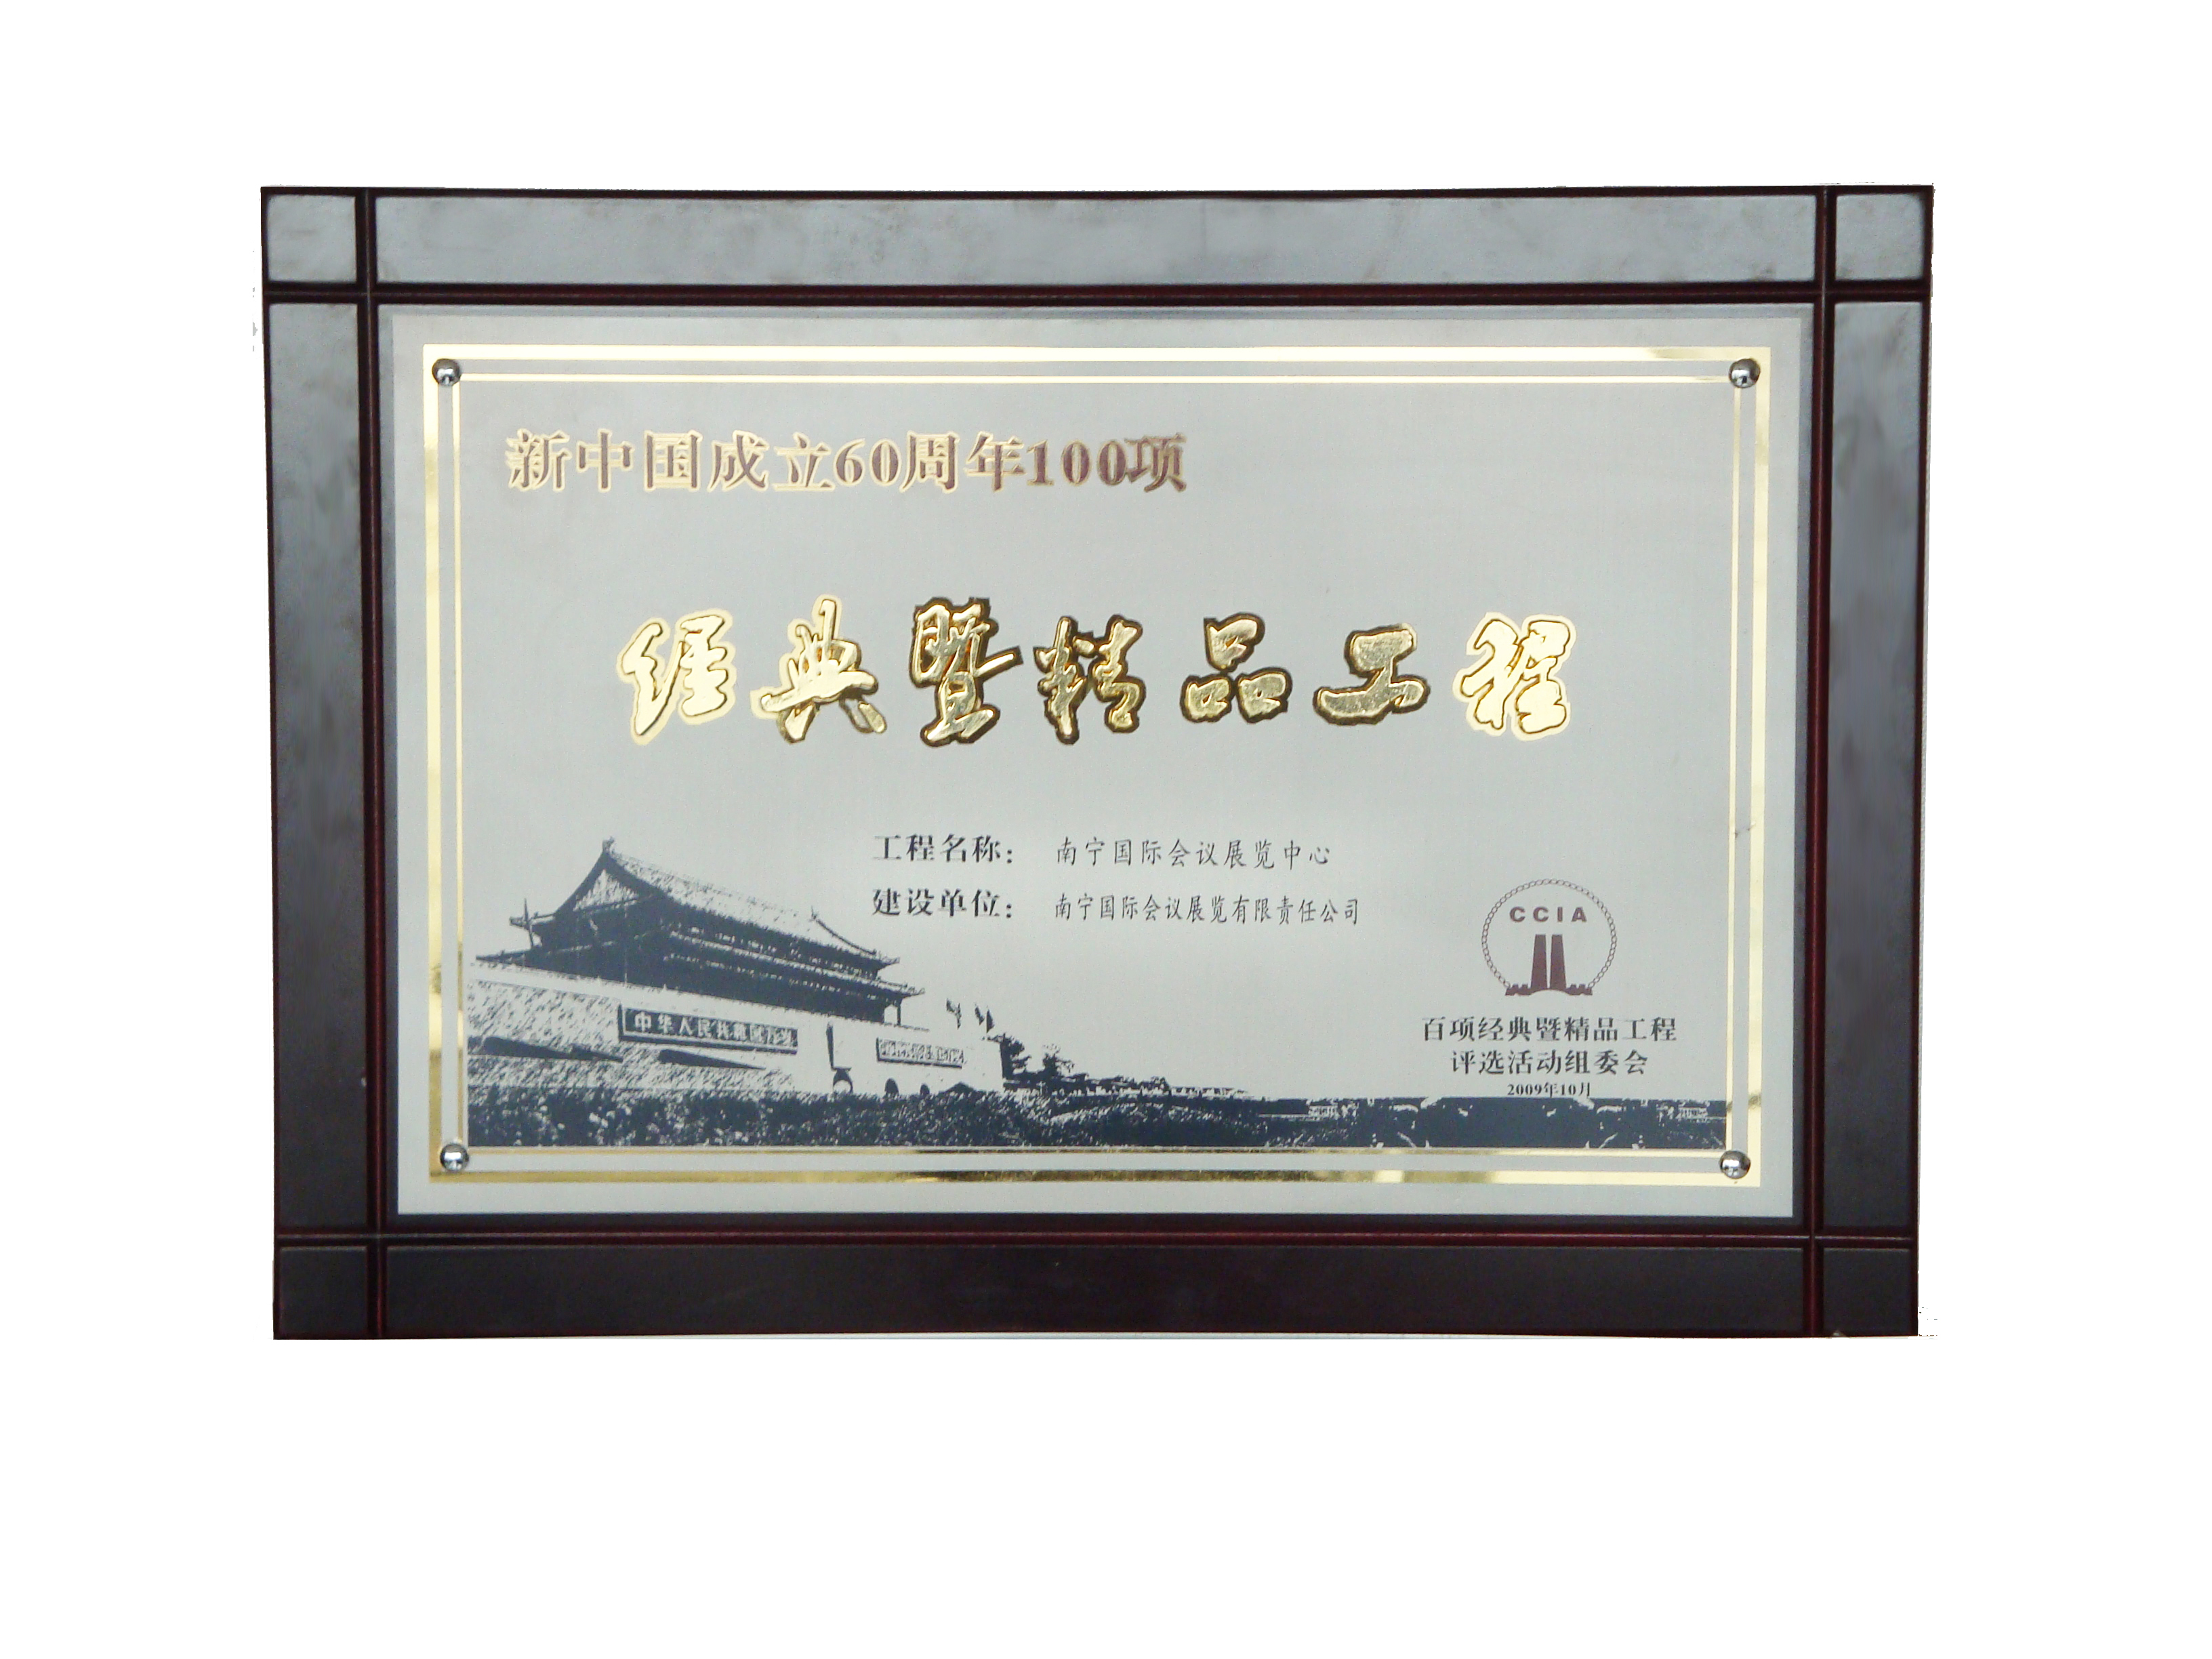 新中国成立60周年100项
经典暨精品工程
工程名称： 南宁国际会议展览中心
建设单位： 南宁国际会议展览有限责任公司
CCIA
百项经典暨精品工程
评选活动组委会
2009年10月
中华人民共和国万岁